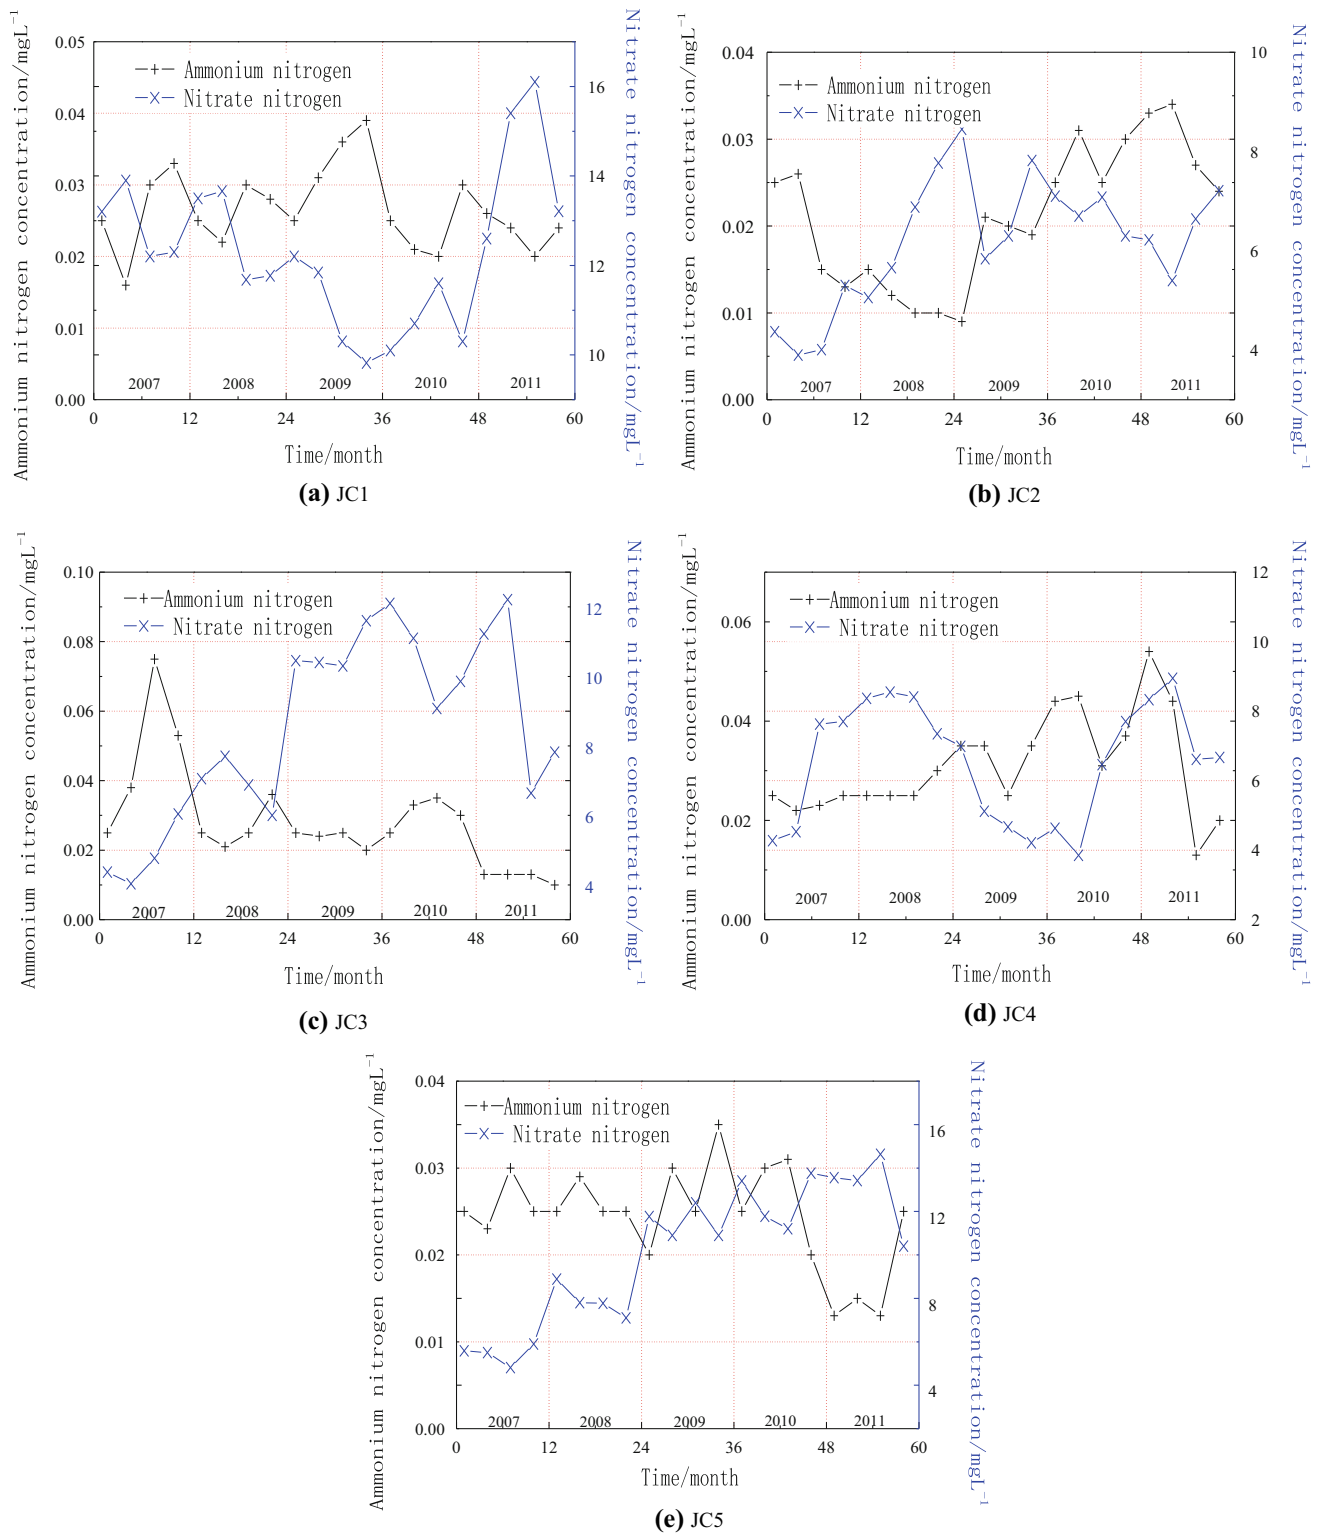 Ammonium nitrogen concentration/mgL⁻¹
0.05
0.04
0.03
0.02
0.01
0.00
Ammonium nitrogen
Nitrate nitrogen
16
14
12
10
Nitrate nitrogen concentration/mgL⁻¹
2007 2008 2009 2010 2011
0 12 24 36 48 60
Time/month
(a) JC1
Ammonium nitrogen concentration/mgL⁻¹
0.04
0.03
0.02
0.01
0.00
Ammonium nitrogen
Nitrate nitrogen
10
8
6
4
Nitrate nitrogen concentration/mgL⁻¹
2007 2008 2009 2010 2011
0 12 24 36 48 60
Time/month
(b) JC2
Ammonium nitrogen concentration/mgL⁻¹
0.10
0.08
0.06
0.04
0.02
0.00
Ammonium nitrogen
Nitrate nitrogen
12
10
8
6
4
Nitrate nitrogen concentration/mgL⁻¹
2007 2008 2009 2010 2011
0 12 24 36 48 60
Time/month
(c) JC3
Ammonium nitrogen concentration/mgL⁻¹
0.06
0.04
0.02
0.00
Ammonium nitrogen
Nitrate nitrogen
12
10
8
6
4
2
Nitrate nitrogen concentration/mgL⁻¹
2007 2008 2009 2010 2011
0 12 24 36 48 60
Time/month
(d) JC4
Ammonium nitrogen concentration/mgL⁻¹
0.04
0.03
0.02
0.01
0.00
Ammonium nitrogen
Nitrate nitrogen
16
12
8
4
Nitrate nitrogen concentration/mgL⁻¹
2007 2008 2009 2010 2011
0 12 24 36 48 60
Time/month
(e) JC5